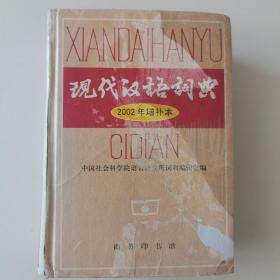 XIANDAIHANYU
现代汉语词典
2002年增补本
CIDIAN
中国社会科学院语言研究所词典编辑室编
商务印书馆